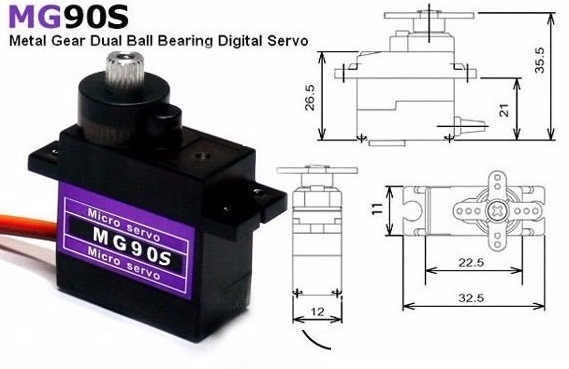 MG90S
Metal Gear Dual Ball Bearing Digital Servo
Micro servo
MG90S
Micro servo
26.5
21
35.5
12
11
22.5
32.5